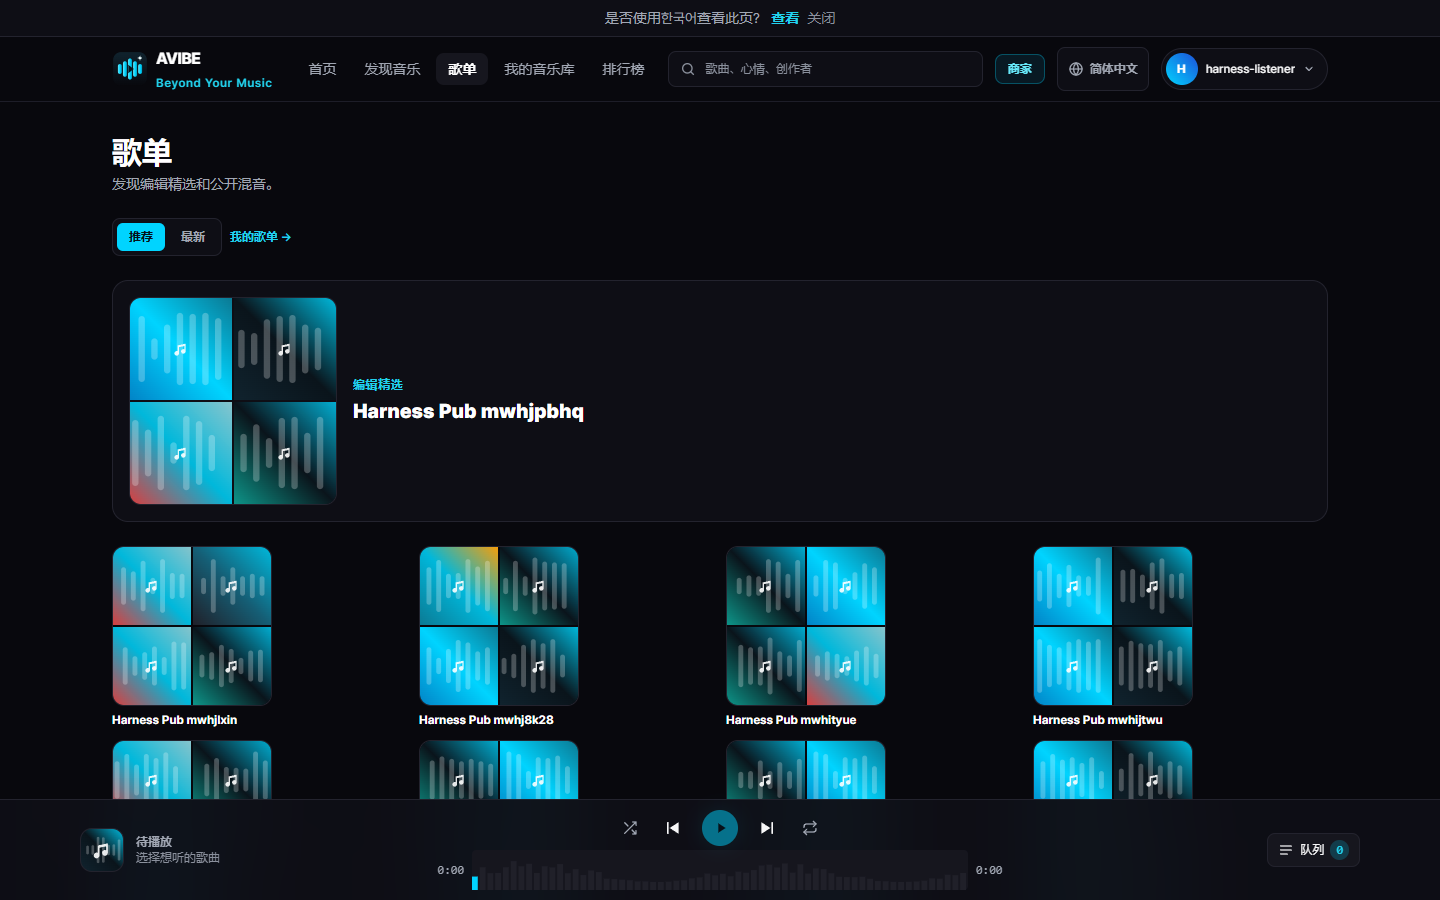 是否使用한국어查看此页? 查看 关闭
AVIBE
Beyond Your Music
首页 发现音乐 歌单 我的音乐库 排行榜
歌曲、心情、创作者
商家
简体中文
H harness-listener
歌单
发现编辑精选和公开混音。
推荐 最新 我的歌单 →
编辑精选
Harness Pub mwhjpbhq
Harness Pub mwhjlxin
Harness Pub mwhj8k28
Harness Pub mwhityue
Harness Pub mwhijtwu
待播放
选择想听的歌曲
0:00 0:00
队列 0